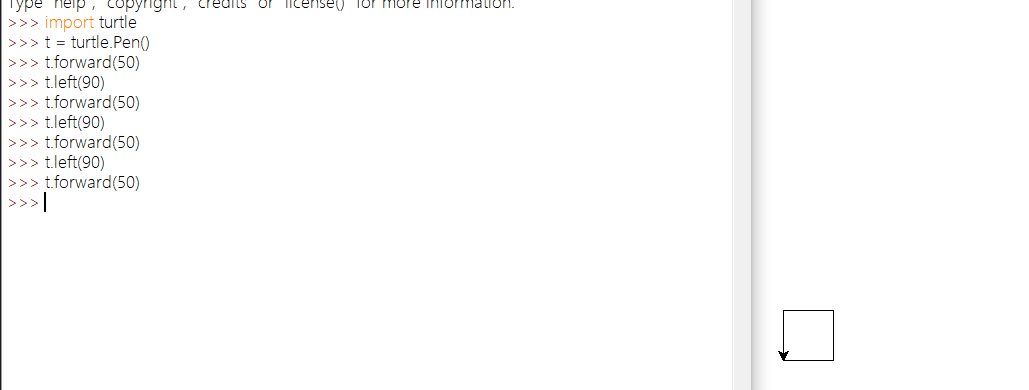 Type "help", "copyright", "credits" or "license()" for more information.
>>> import turtle
>>> t = turtle.Pen()
>>> t.forward(50)
>>> t.left(90)
>>> t.forward(50)
>>> t.left(90)
>>> t.forward(50)
>>> t.left(90)
>>> t.forward(50)
>>>